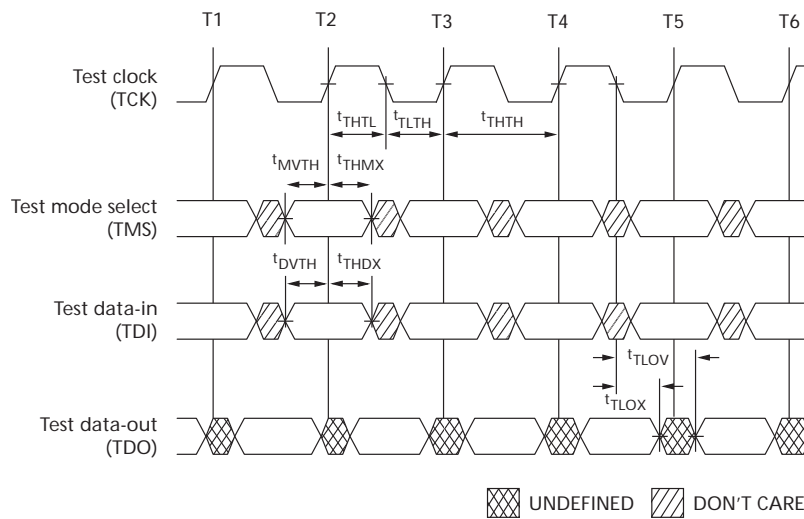 T1 T2 T3 T4 T5 T6
Test clock
(TCK)
tTHTL tTLTH tTHTH
tMVTH tTHMX
Test mode select
(TMS)
tDVTH tTHDX
Test data-in
(TDI)
tTLOV
tTLOX
Test data-out
(TDO)
UNDEFINED DON'T CARE